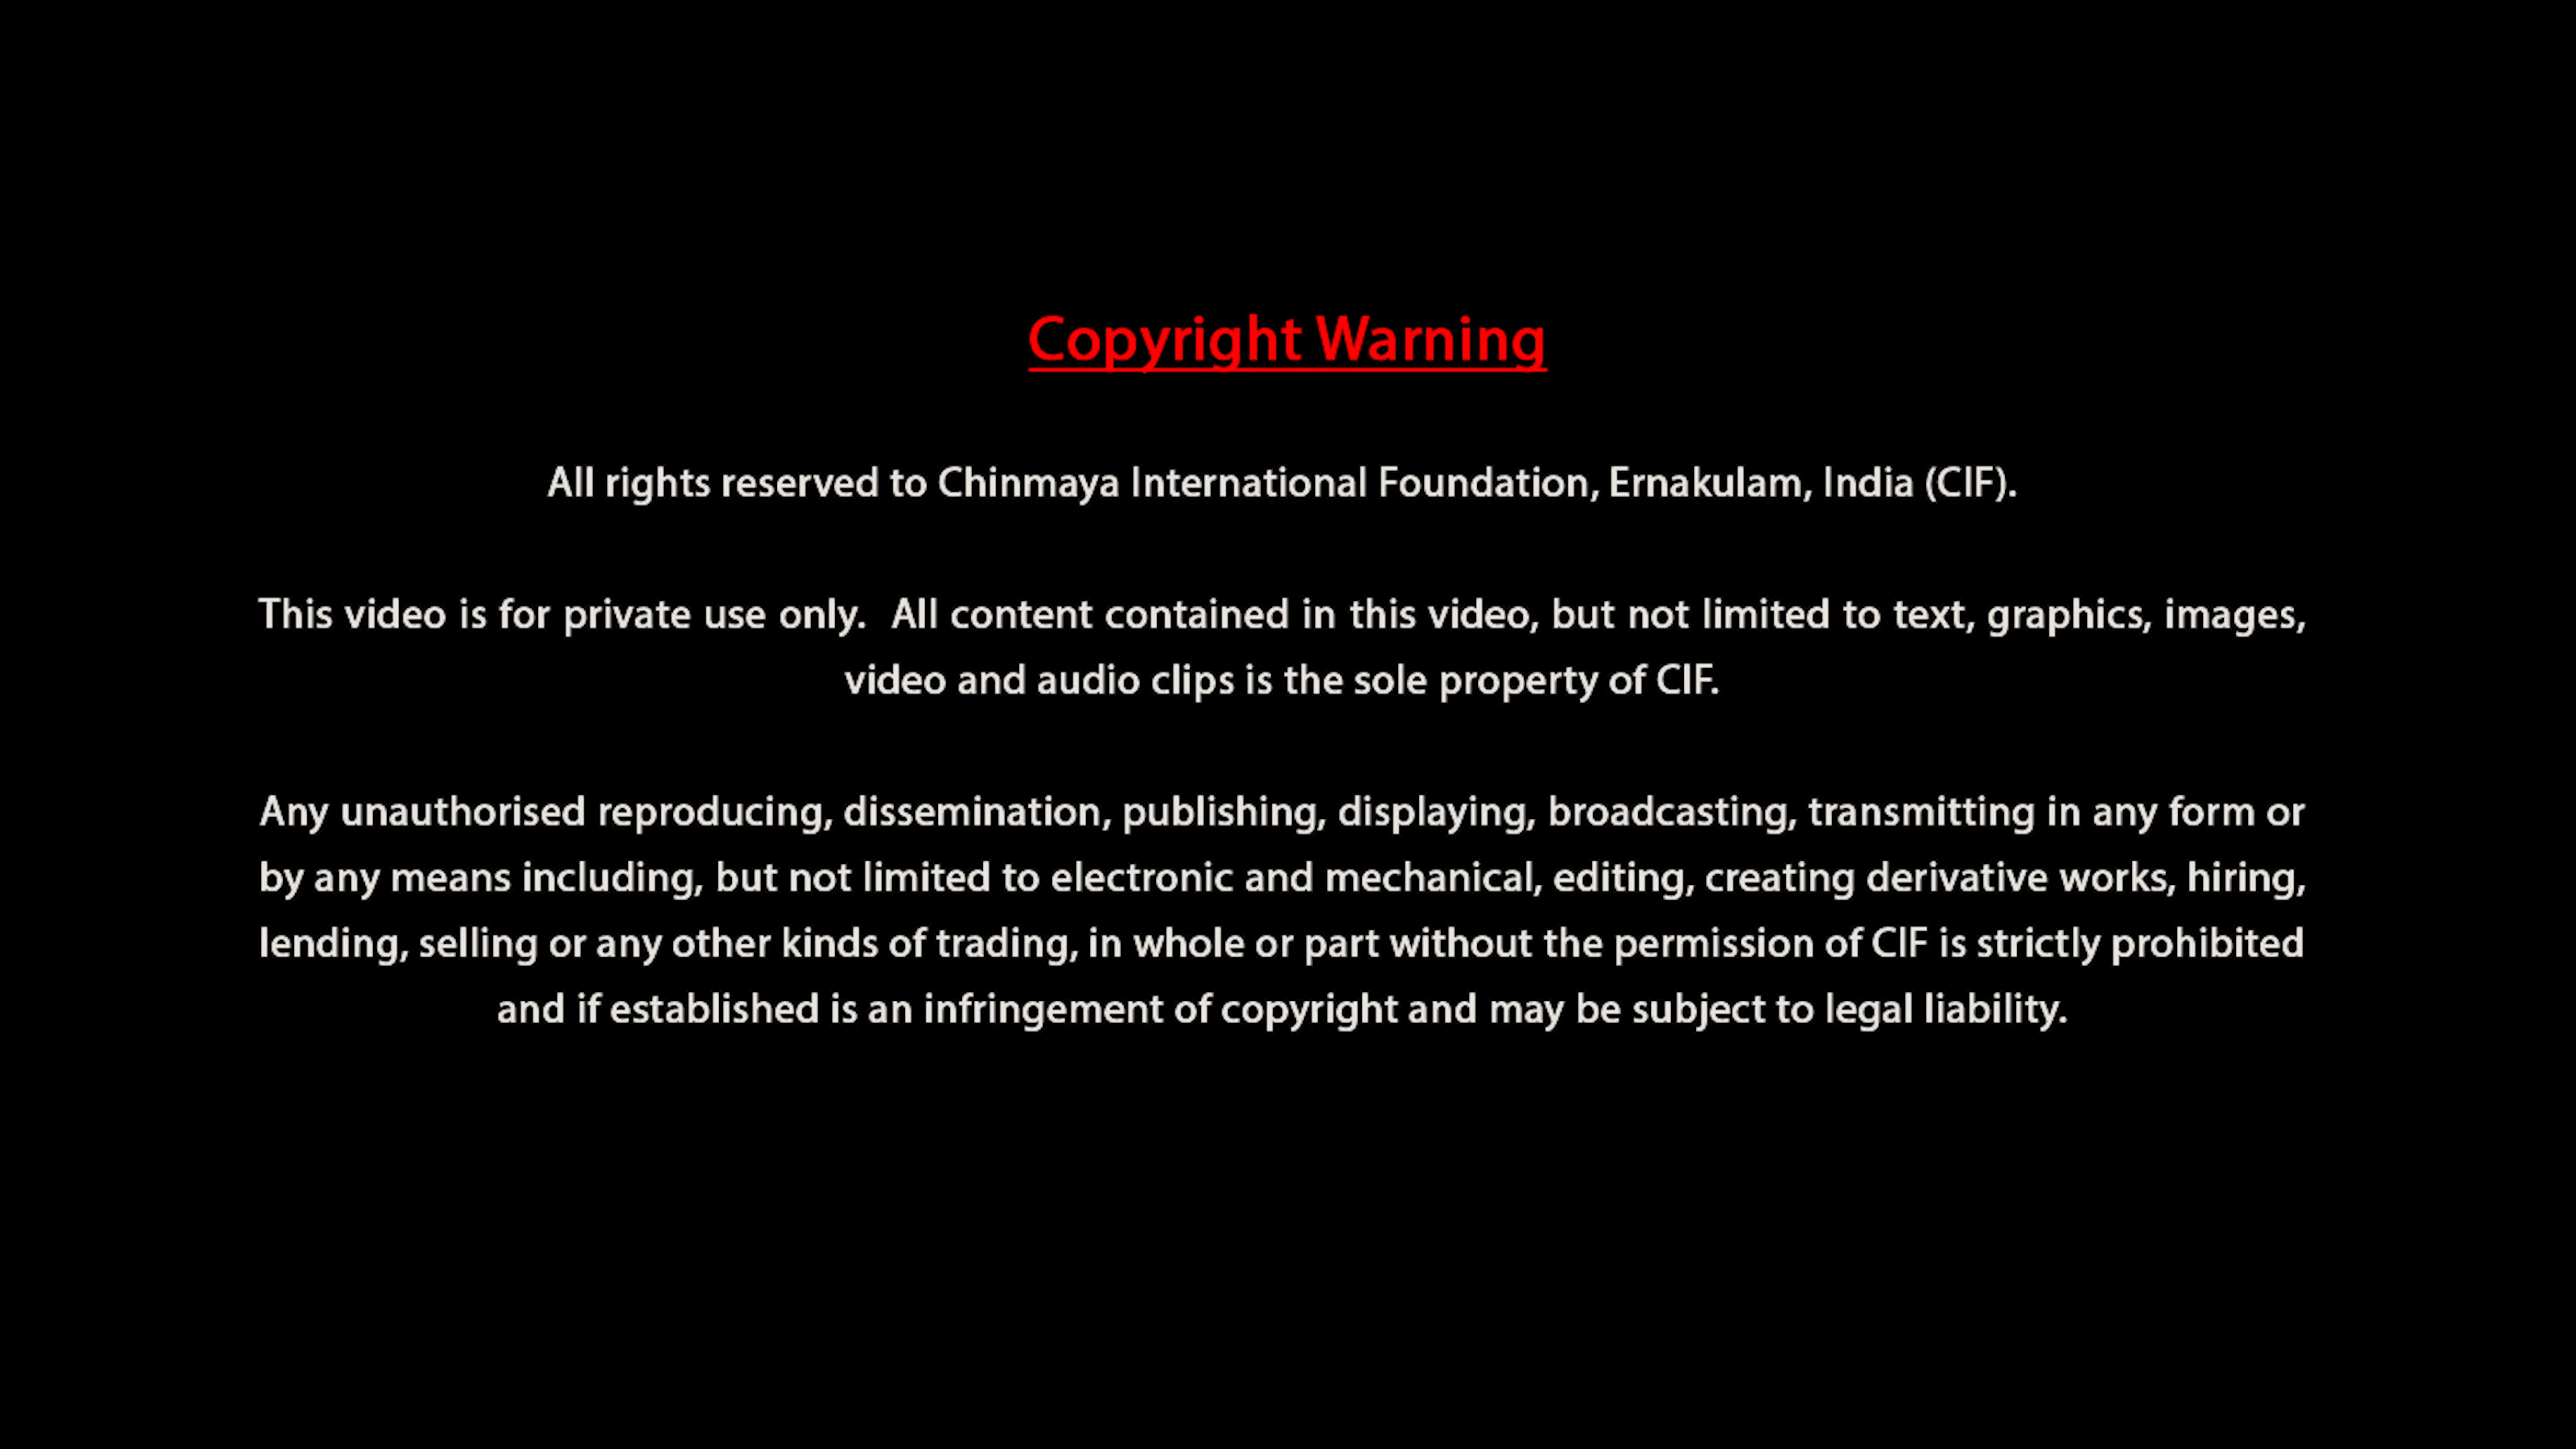 Copyright Warning
All rights reserved to Chinmaya International Foundation, Ernakulam, India (CIF).
This video is for private use only.  All content contained in this video, but not limited to text, graphics, images,
video and audio clips is the sole property of CIF.
Any unauthorised reproducing, dissemination, publishing, displaying, broadcasting, transmitting in any form or
by any means including, but not limited to electronic and mechanical, editing, creating derivative works, hiring,
lending, selling or any other kinds of trading, in whole or part without the permission of CIF is strictly prohibited
and if established is an infringement of copyright and may be subject to legal liability.